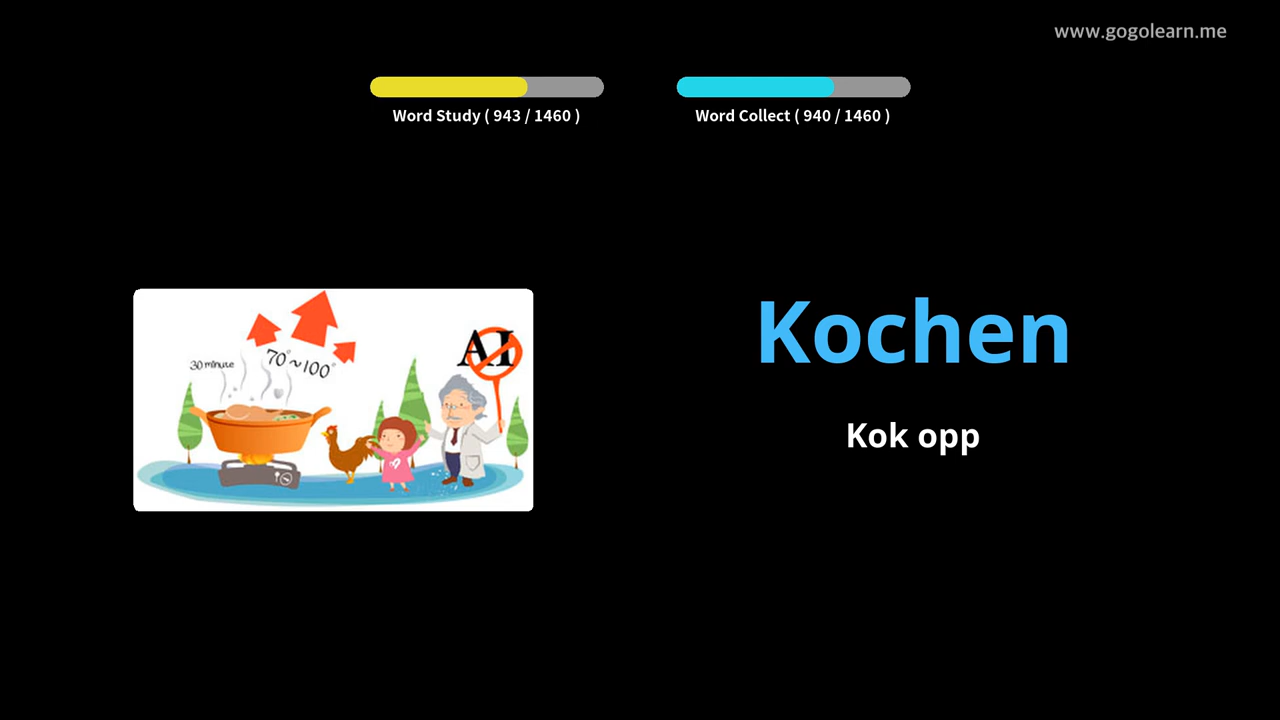 www.gogolearn.me
Word Study ( 943 / 1460 )
Word Collect ( 940 / 1460 )
30 minute
70°~100°
AI
Kochen
Kok opp